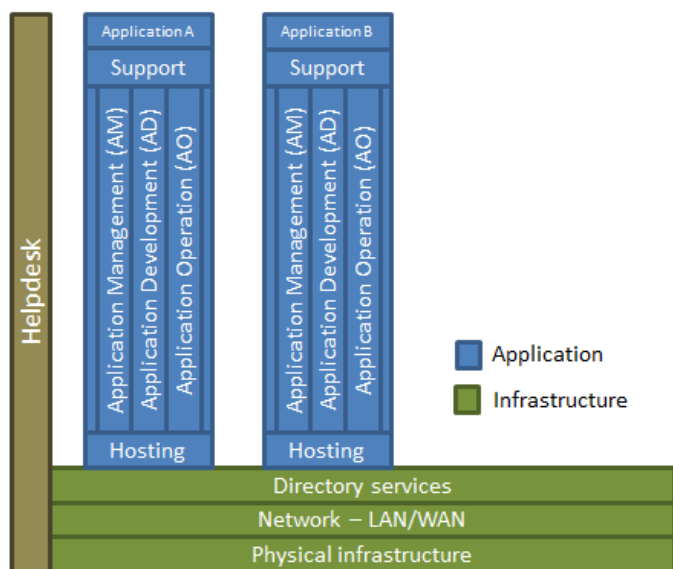 Helpdesk
Application A
Support
Application Management (AM)
Application Development (AD)
Application Operation (AO)
Hosting
Application B
Support
Application Management (AM)
Application Development (AD)
Application Operation (AO)
Hosting
Application
Infrastructure
Directory services
Network – LAN/WAN
Physical infrastructure